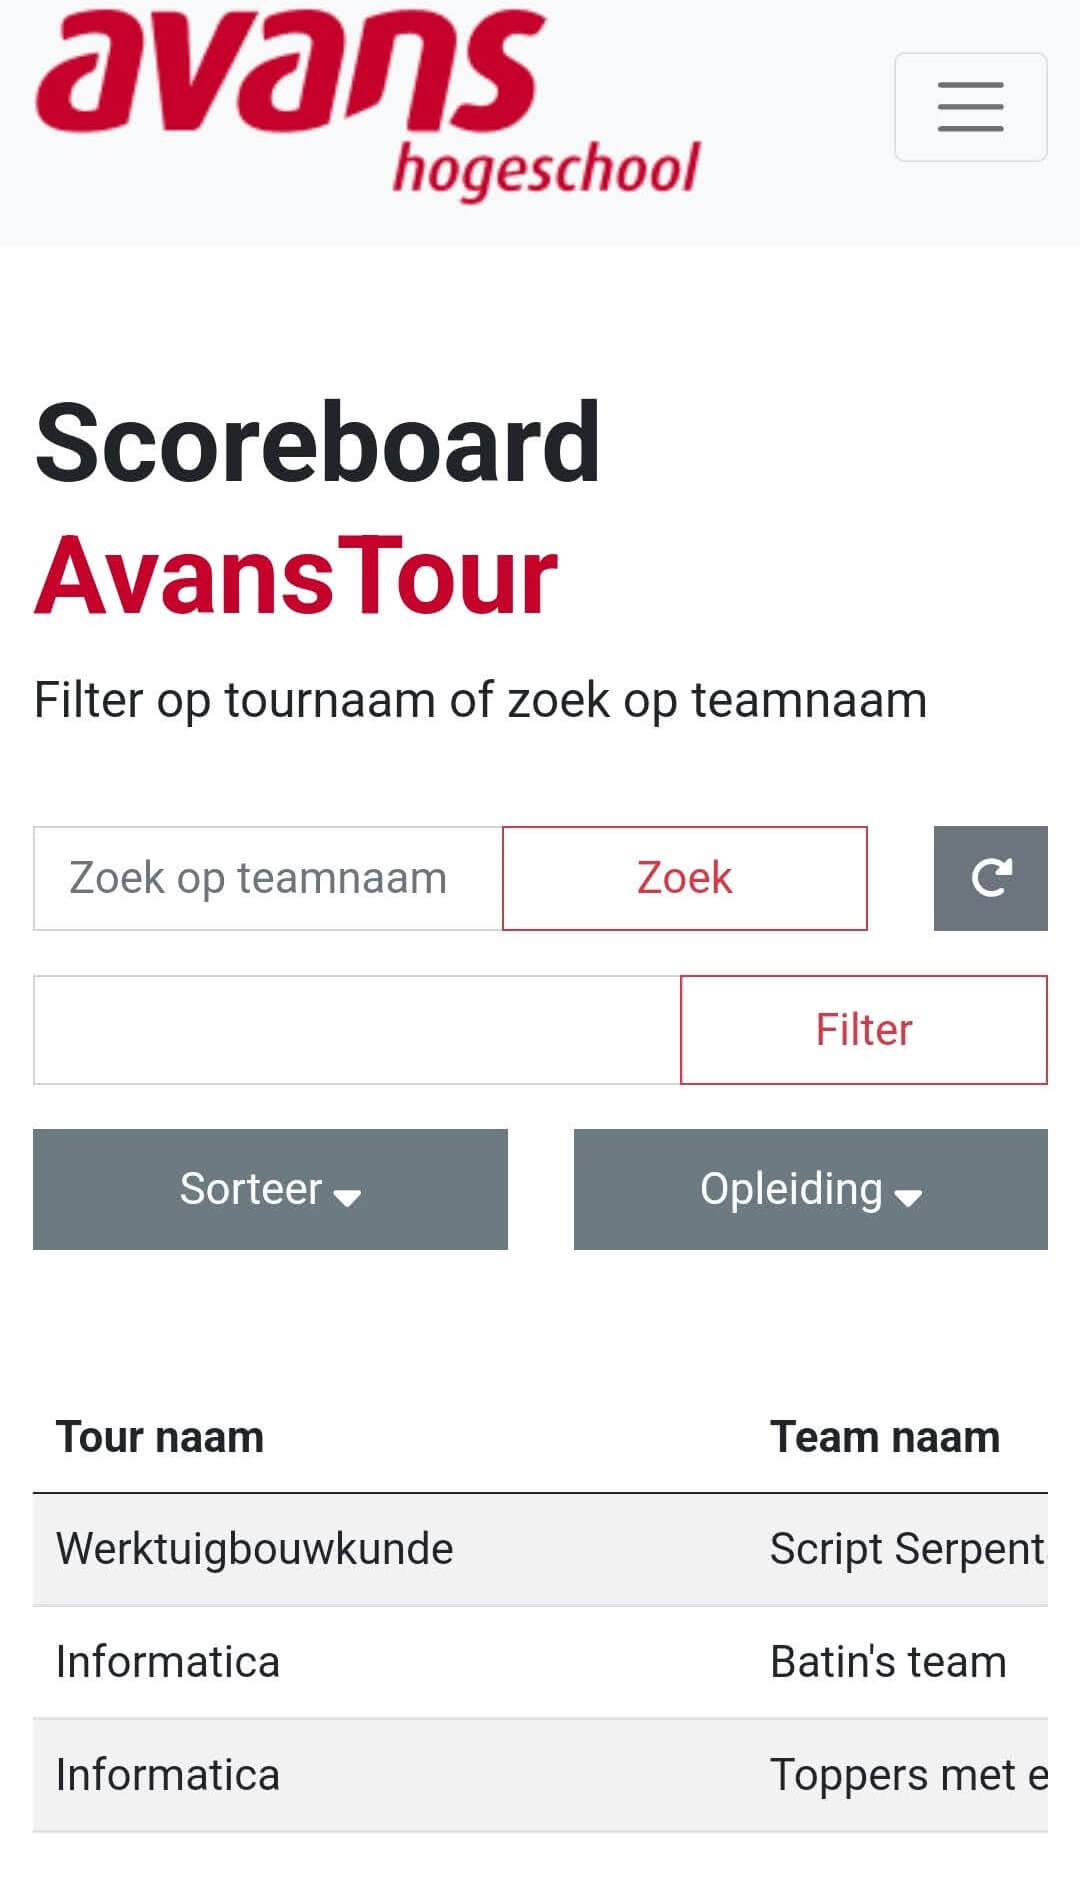 avans
hogeschool
Scoreboard
AvansTour
Filter op tournaam of zoek op teamnaam
Zoek op teamnaam Zoek
Filter
Sorteer Opleiding
Tour naam Team naam
Werktuigbouwkunde Script Serpent
Informatica Batin's team
Informatica Toppers met e